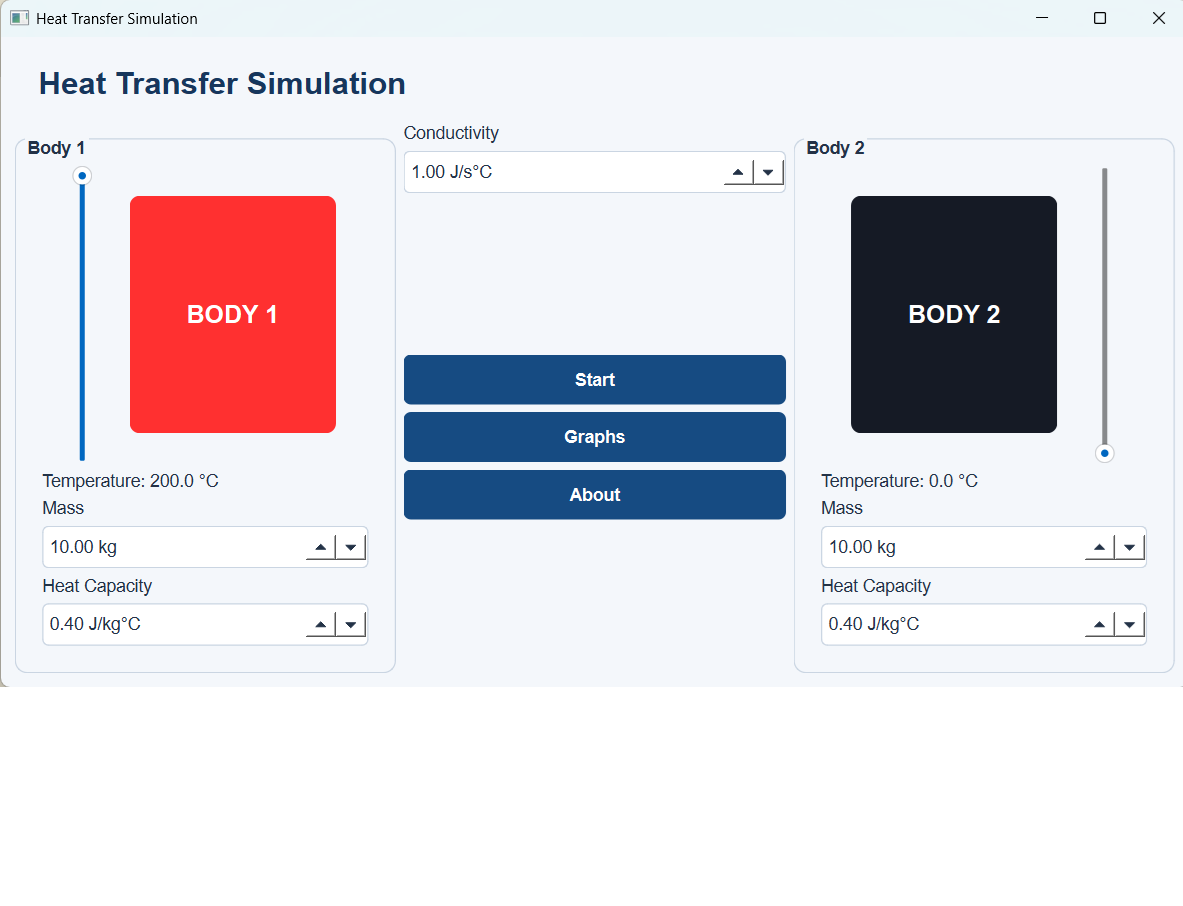 Heat Transfer Simulation
Heat Transfer Simulation
Body 1
BODY 1
Temperature: 200.0 °C
Mass
10.00 kg
Heat Capacity
0.40 J/kg°C
Conductivity
1.00 J/s°C
Start
Graphs
About
Body 2
BODY 2
Temperature: 0.0 °C
Mass
10.00 kg
Heat Capacity
0.40 J/kg°C